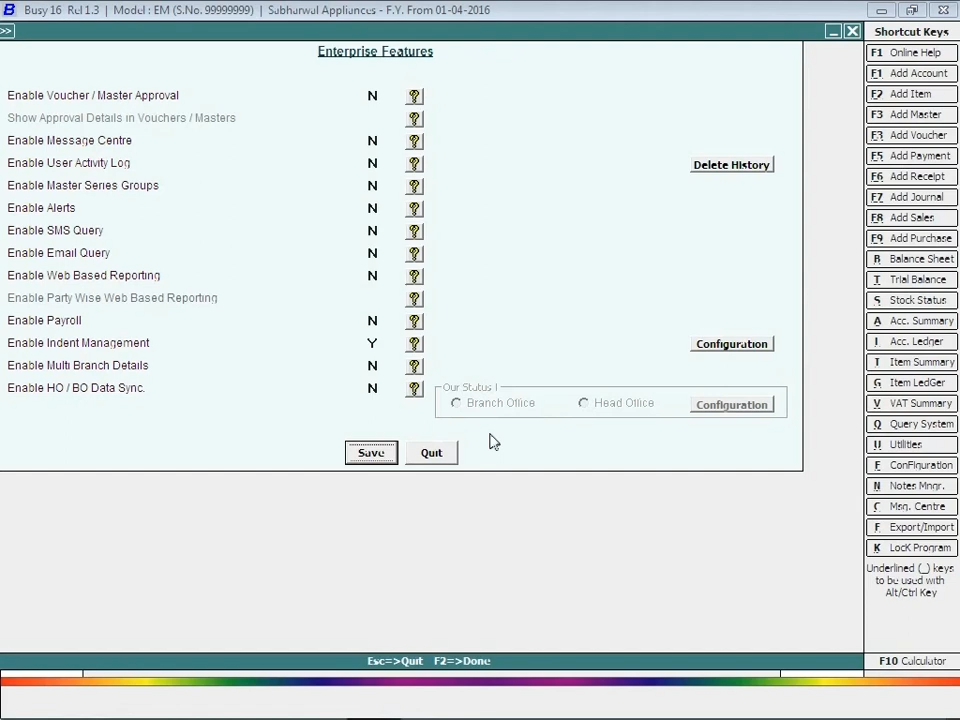 Busy 16 Rel 1.3 | Model : EM (S.No. 99999999) | Subharwal Appliances - F.Y. From 01-04-2016
>>
Shortcut Keys
Enterprise Features
F1 Online Help
F1 Add Account
F2 Add Item
F3 Add Master
F3 Add Voucher
F5 Add Payment
F6 Add Receipt
F7 Add Journal
F8 Add Sales
F9 Add Purchase
B Balance Sheet
T Trial Balance
S Stock Status
A Acc. Summary
L Acc. Ledger
I Item Summary
G Item LedGer
V VAT Summary
Q Query System
U Utilities
F ConFiguration
N Notes Mngr.
C Msg. Centre
F Export/Import
K LocK Program
Underlined (_) keys
to be used with
Alt/Ctrl Key
F10 Calculator
Enable Voucher / Master Approval N ?
Show Approval Details in Vouchers / Masters ?
Enable Message Centre N ?
Enable User Activity Log N ? Delete History
Enable Master Series Groups N ?
Enable Alerts N ?
Enable SMS Query N ?
Enable Email Query N ?
Enable Web Based Reporting N ?
Enable Party Wise Web Based Reporting ?
Enable Payroll N ?
Enable Indent Management Y ? Configuration
Enable Multi Branch Details N ?
Enable HO / BO Data Sync. N ?
Our Status
Branch Office Head Office Configuration
Save Quit
Esc=>Quit F2=>Done